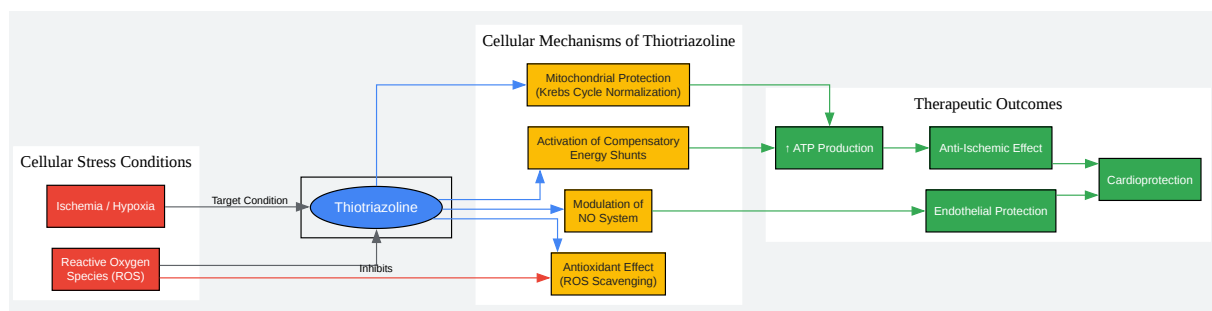 Cellular Stress Conditions
Ischemia / Hypoxia
Reactive Oxygen
Species (ROS)
Target Condition
Inhibits
Thiotriazoline
Cellular Mechanisms of Thiotriazoline
Mitochondrial Protection
(Krebs Cycle Normalization)
Activation of Compensatory
Energy Shunts
Modulation of
NO System
Antioxidant Effect
(ROS Scavenging)
Therapeutic Outcomes
↑ ATP Production
Anti-Ischemic Effect
Endothelial Protection
Cardioprotection